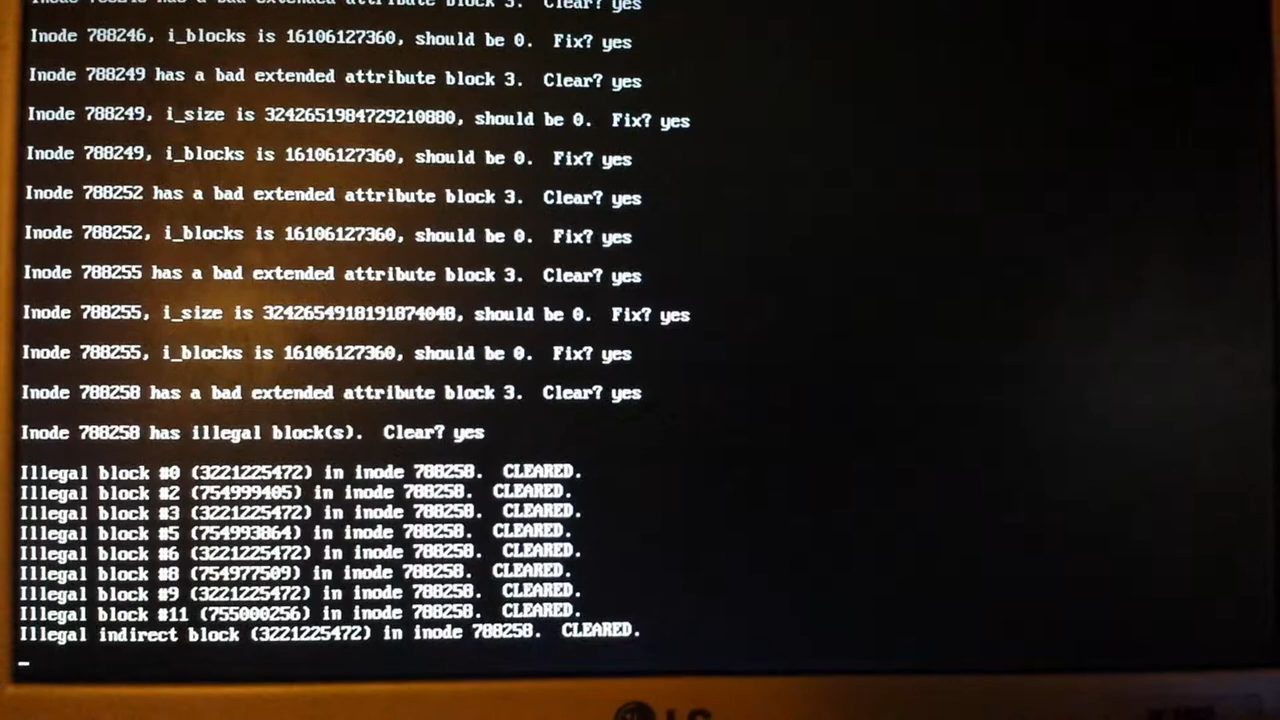 has a bad extended attribute block 3.  Clear? yes
Inode 788246, i_blocks is 16106127360, should be 0.  Fix? yes
Inode 788249 has a bad extended attribute block 3.  Clear? yes
Inode 788249, i_size is 3242651984729210880, should be 0.  Fix? yes
Inode 788249, i_blocks is 16106127360, should be 0.  Fix? yes
Inode 788252 has a bad extended attribute block 3.  Clear? yes
Inode 788252, i_blocks is 16106127360, should be 0.  Fix? yes
Inode 788255 has a bad extended attribute block 3.  Clear? yes
Inode 788255, i_size is 3242654918191874048, should be 0.  Fix? yes
Inode 788255, i_blocks is 16106127360, should be 0.  Fix? yes
Inode 788258 has a bad extended attribute block 3.  Clear? yes
Inode 788258 has illegal block(s).  Clear? yes
Illegal block #0 (3221225472) in inode 788258.  CLEARED.
Illegal block #2 (754999405) in inode 788258.  CLEARED.
Illegal block #3 (3221225472) in inode 788258.  CLEARED.
Illegal block #5 (754993864) in inode 788258.  CLEARED.
Illegal block #6 (3221225472) in inode 788258.  CLEARED.
Illegal block #8 (754977509) in inode 788258.  CLEARED.
Illegal block #9 (3221225472) in inode 788258.  CLEARED.
Illegal block #11 (755000256) in inode 788258.  CLEARED.
Illegal indirect block (3221225472) in inode 788258.  CLEARED.
LG